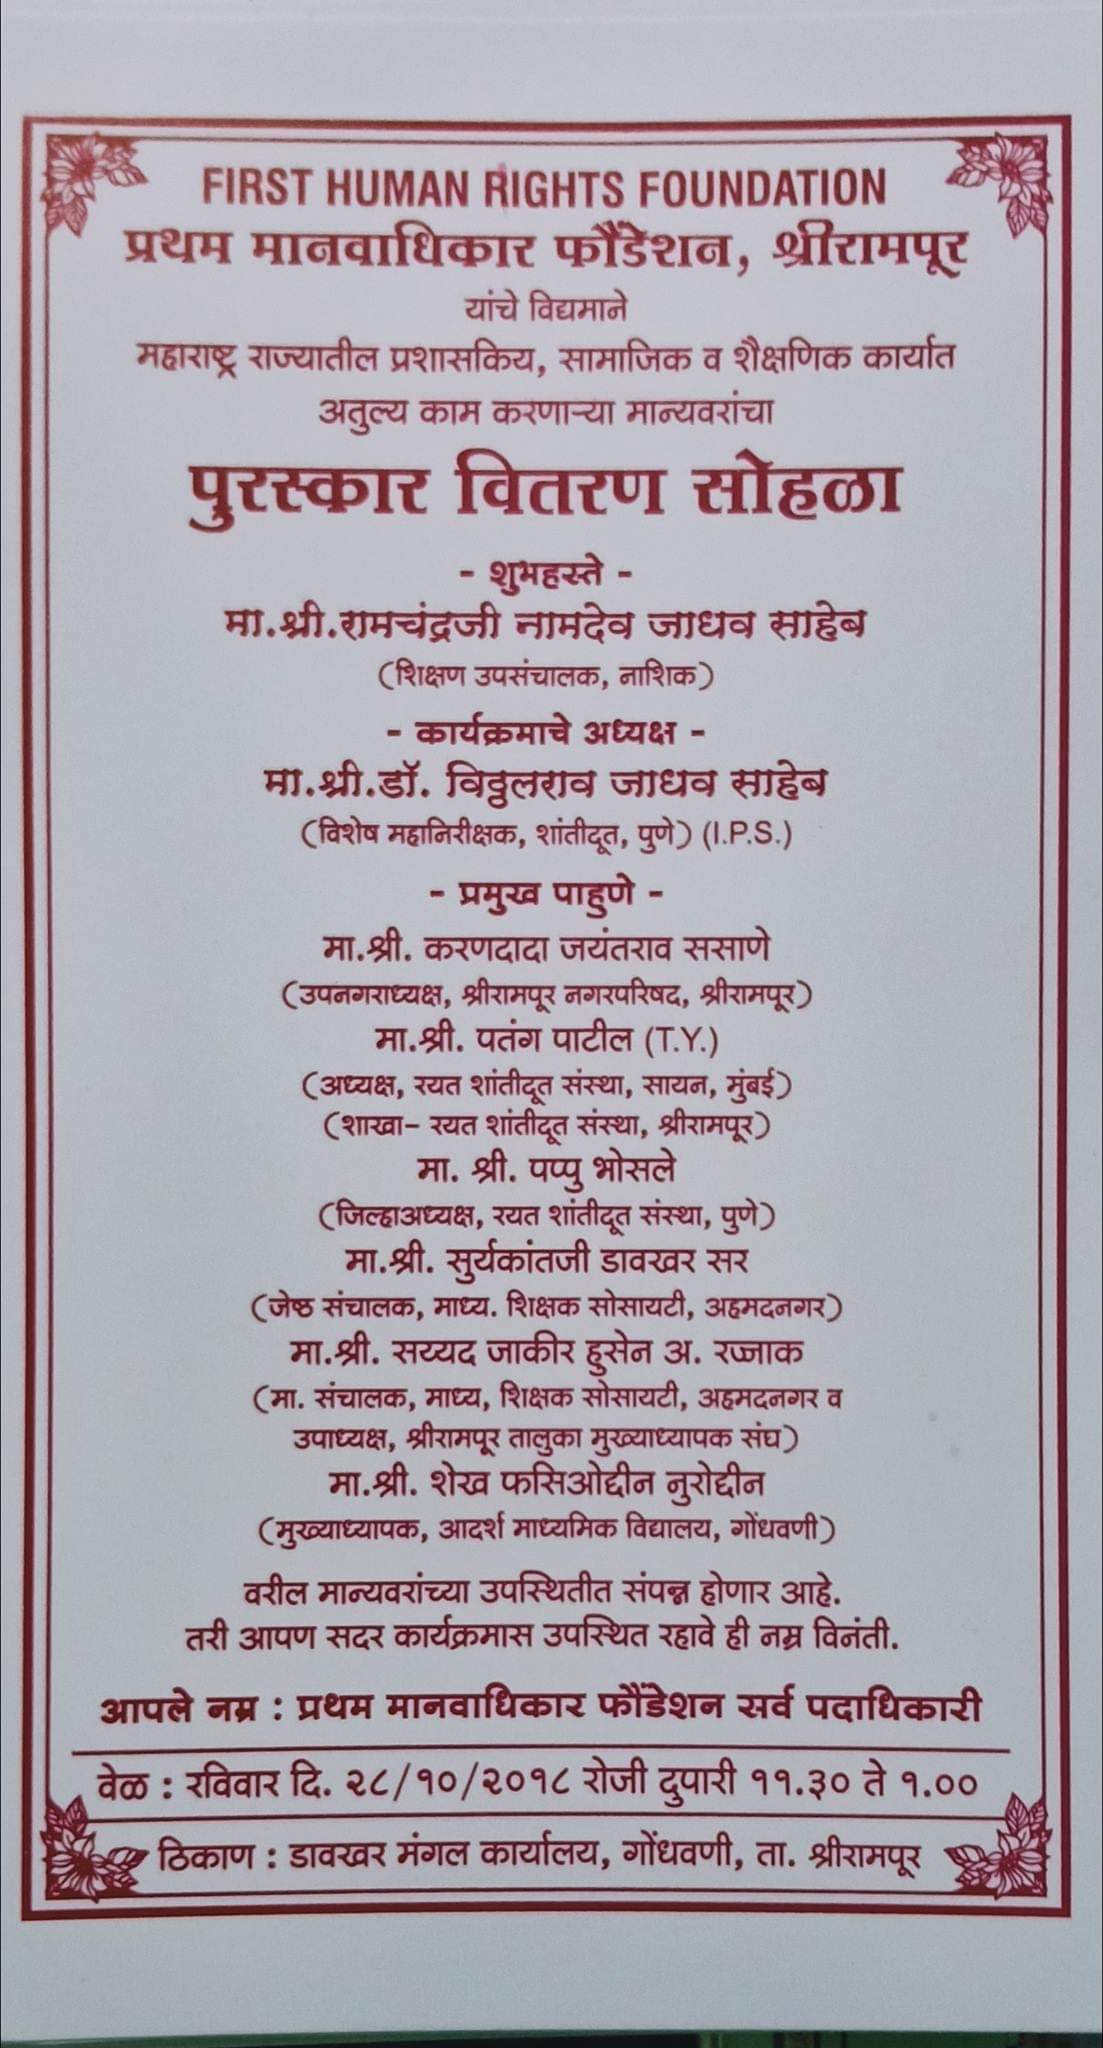 FIRST HUMAN RIGHTS FOUNDATION
प्रथम मानवाधिकार फौंडेशन, श्रीरामपूर
यांचे विद्यमाने
महाराष्ट्र राज्यातील प्रशासकिय, सामाजिक व शैक्षणिक कार्यात
अतुल्य काम करणाऱ्या मान्यवरांचा
पुरस्कार वितरण सोहळा
- शुभहस्ते -
मा.श्री.रामचंद्रजी नामदेव जाधव साहेब
(शिक्षण उपसंचालक, नाशिक)
- कार्यक्रमाचे अध्यक्ष -
मा.श्री.डॉ. विठ्ठलराव जाधव साहेब
(विशेष महानिरीक्षक, शांतीदूत, पुणे) (I.P.S.)
- प्रमुख पाहुणे -
मा.श्री. करणदादा जयंतराव ससाणे
(उपनगराध्यक्ष, श्रीरामपूर नगरपरिषद, श्रीरामपूर)
मा.श्री. पतंग पाटील (T.Y.)
(अध्यक्ष, रयत शांतीदूत संस्था, सायन, मुंबई)
(शाखा- रयत शांतीदूत संस्था, श्रीरामपूर)
मा. श्री. पप्पु भोसले
(जिल्हाअध्यक्ष, रयत शांतीदूत संस्था, पुणे)
मा.श्री. सुर्यकांतजी डावखर सर
(जेष्ठ संचालक, माध्य. शिक्षक सोसायटी, अहमदनगर)
मा.श्री. सय्यद जाकीर हुसेन अ. रज्जाक
(मा. संचालक, माध्य, शिक्षक सोसायटी, अहमदनगर व
उपाध्यक्ष, श्रीरामपूर तालुका मुख्याध्यापक संघ)
मा.श्री. शेख फसिओद्दीन नुरोद्दीन
(मुख्याध्यापक, आदर्श माध्यमिक विद्यालय, गोंधवणी)
वरील मान्यवरांच्या उपस्थितीत संपन्न होणार आहे.
तरी आपण सदर कार्यक्रमास उपस्थित रहावे ही नम्र विनंती.
आपले नम्र : प्रथम मानवाधिकार फौंडेशन सर्व पदाधिकारी
वेळ : रविवार दि. २८/१०/२०१८ रोजी दुपारी ११.३० ते १.००
ठिकाण : डावखर मंगल कार्यालय, गोंधवणी, ता. श्रीरामपूर